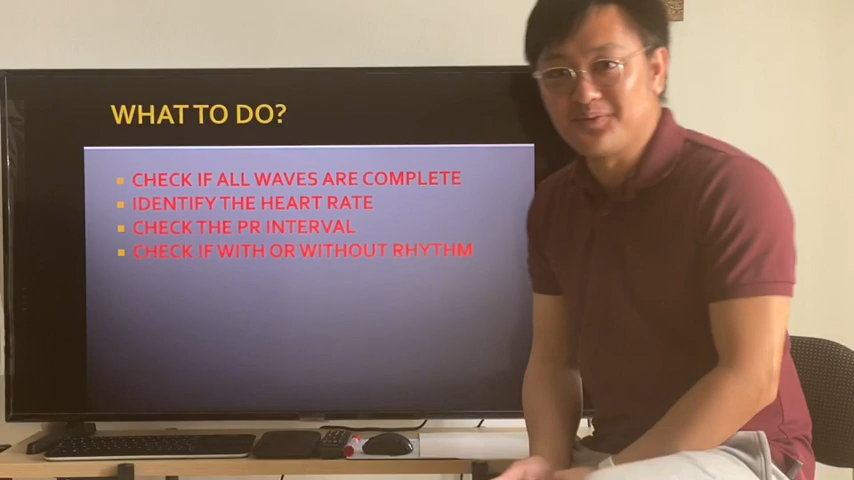 WHAT TO DO?
CHECK IF ALL WAVES ARE COMPLETE
IDENTIFY THE HEART RATE
CHECK THE PR INTERVAL
CHECK IF WITH OR WITHOUT RHYTHM